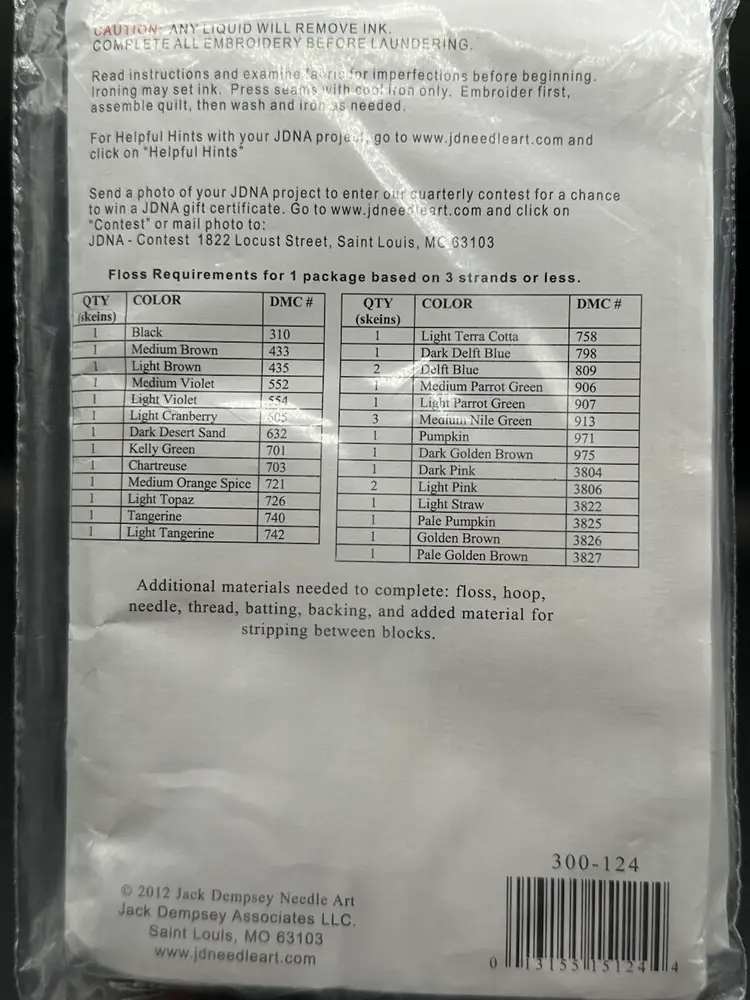 CAUTION: ANY LIQUID WILL REMOVE INK.
COMPLETE ALL EMBROIDERY BEFORE LAUNDERING.
Read instructions and examine fabric for imperfections before beginning.
Ironing may set ink. Press seams with cool iron only. Embroider first,
assemble quilt, then wash and iron as needed.
For Helpful Hints with your JDNA project, go to www.jdneedleart.com and
click on "Helpful Hints"
Send a photo of your JDNA project to enter our quarterly contest for a chance
to win a JDNA gift certificate. Go to www.jdneedleart.com and click on
"Contest" or mail photo to:
JDNA - Contest 1822 Locust Street, Saint Louis, MO 63103
Floss Requirements for 1 package based on 3 strands or less.
QTY (skeins) COLOR DMC #
1 Black 310
1 Medium Brown 433
1 Light Brown 435
1 Medium Violet 552
1 Light Violet 554
1 Light Cranberry 605
1 Dark Desert Sand 632
1 Kelly Green 701
1 Chartreuse 703
1 Medium Orange Spice 721
1 Light Topaz 726
1 Tangerine 740
1 Light Tangerine 742
QTY (skeins) COLOR DMC #
1 Light Terra Cotta 758
1 Dark Delft Blue 798
2 Delft Blue 809
1 Medium Parrot Green 906
1 Light Parrot Green 907
3 Medium Nile Green 913
1 Pumpkin 971
1 Dark Golden Brown 975
1 Dark Pink 3804
2 Light Pink 3806
1 Light Straw 3822
1 Pale Pumpkin 3825
1 Golden Brown 3826
1 Pale Golden Brown 3827
Additional materials needed to complete: floss, hoop,
needle, thread, batting, backing, and added material for
stripping between blocks.
300-124
© 2012 Jack Dempsey Needle Art
Jack Dempsey Associates LLC.
Saint Louis, MO 63103
www.jdneedleart.com
0 13155 15124 4